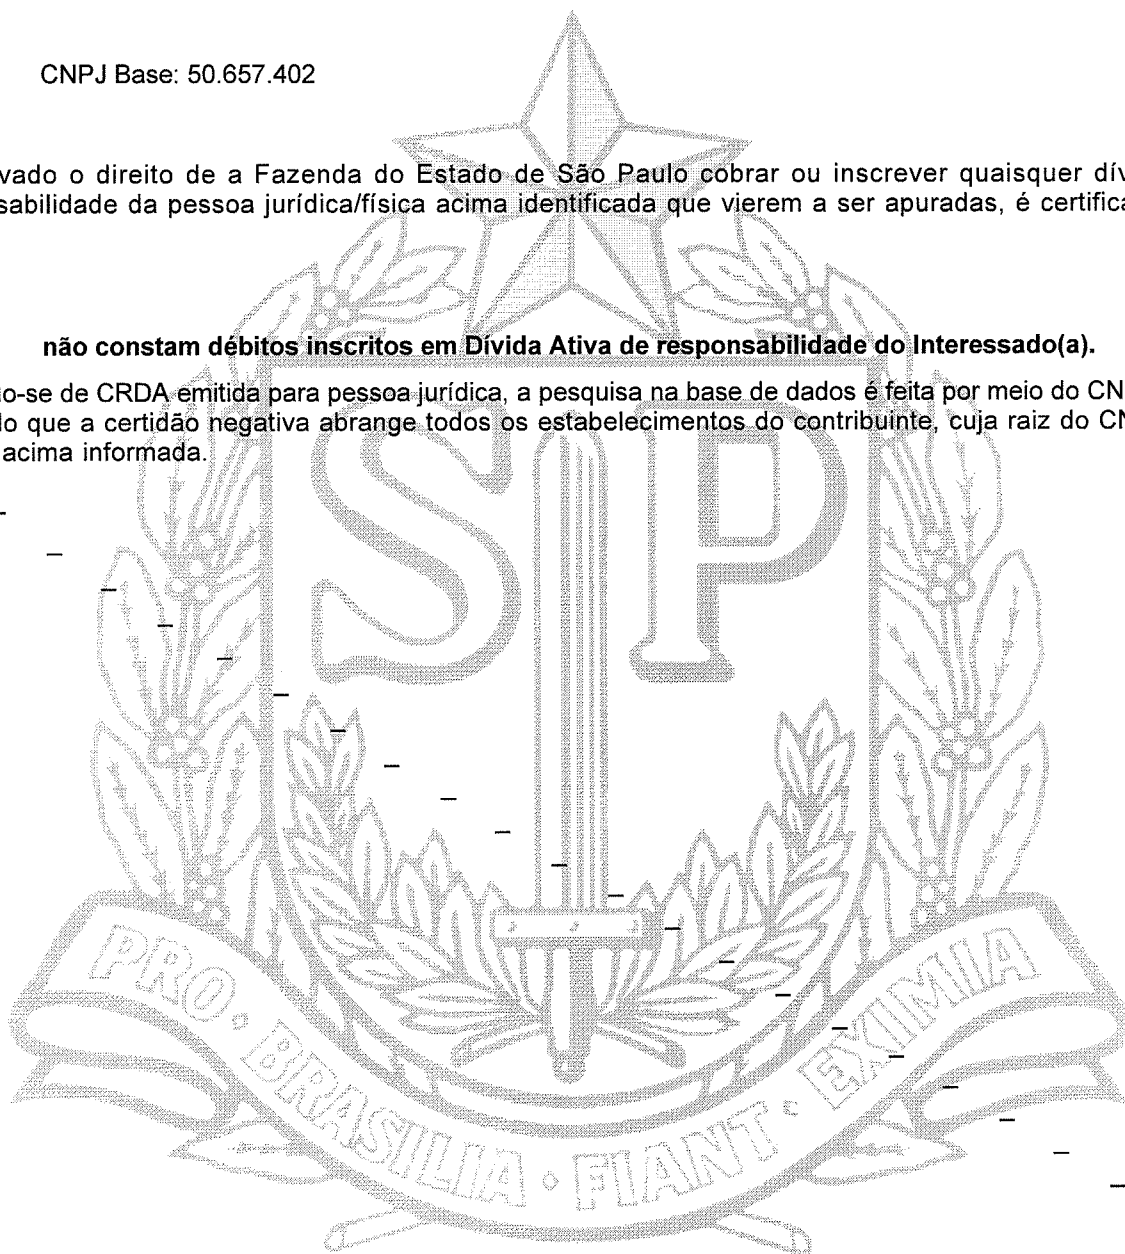 CNPJ Base: 50.657.402
vado o direito de a Fazenda do Estado de São Paulo cobrar ou inscrever quaisquer dív
sabilidade da pessoa jurídica/física acima identificada que vierem a ser apuradas, é certifica
não constam débitos inscritos em Dívida Ativa de responsabilidade do Interessado(a).
o-se de CRDA emitida para pessoa jurídica, a pesquisa na base de dados é feita por meio do CN
do que a certidão negativa abrange todos os estabelecimentos do contribuinte, cuja raiz do CN
acima informada.
SP
PRO · BRASILIA · FIANT · EXIMIA